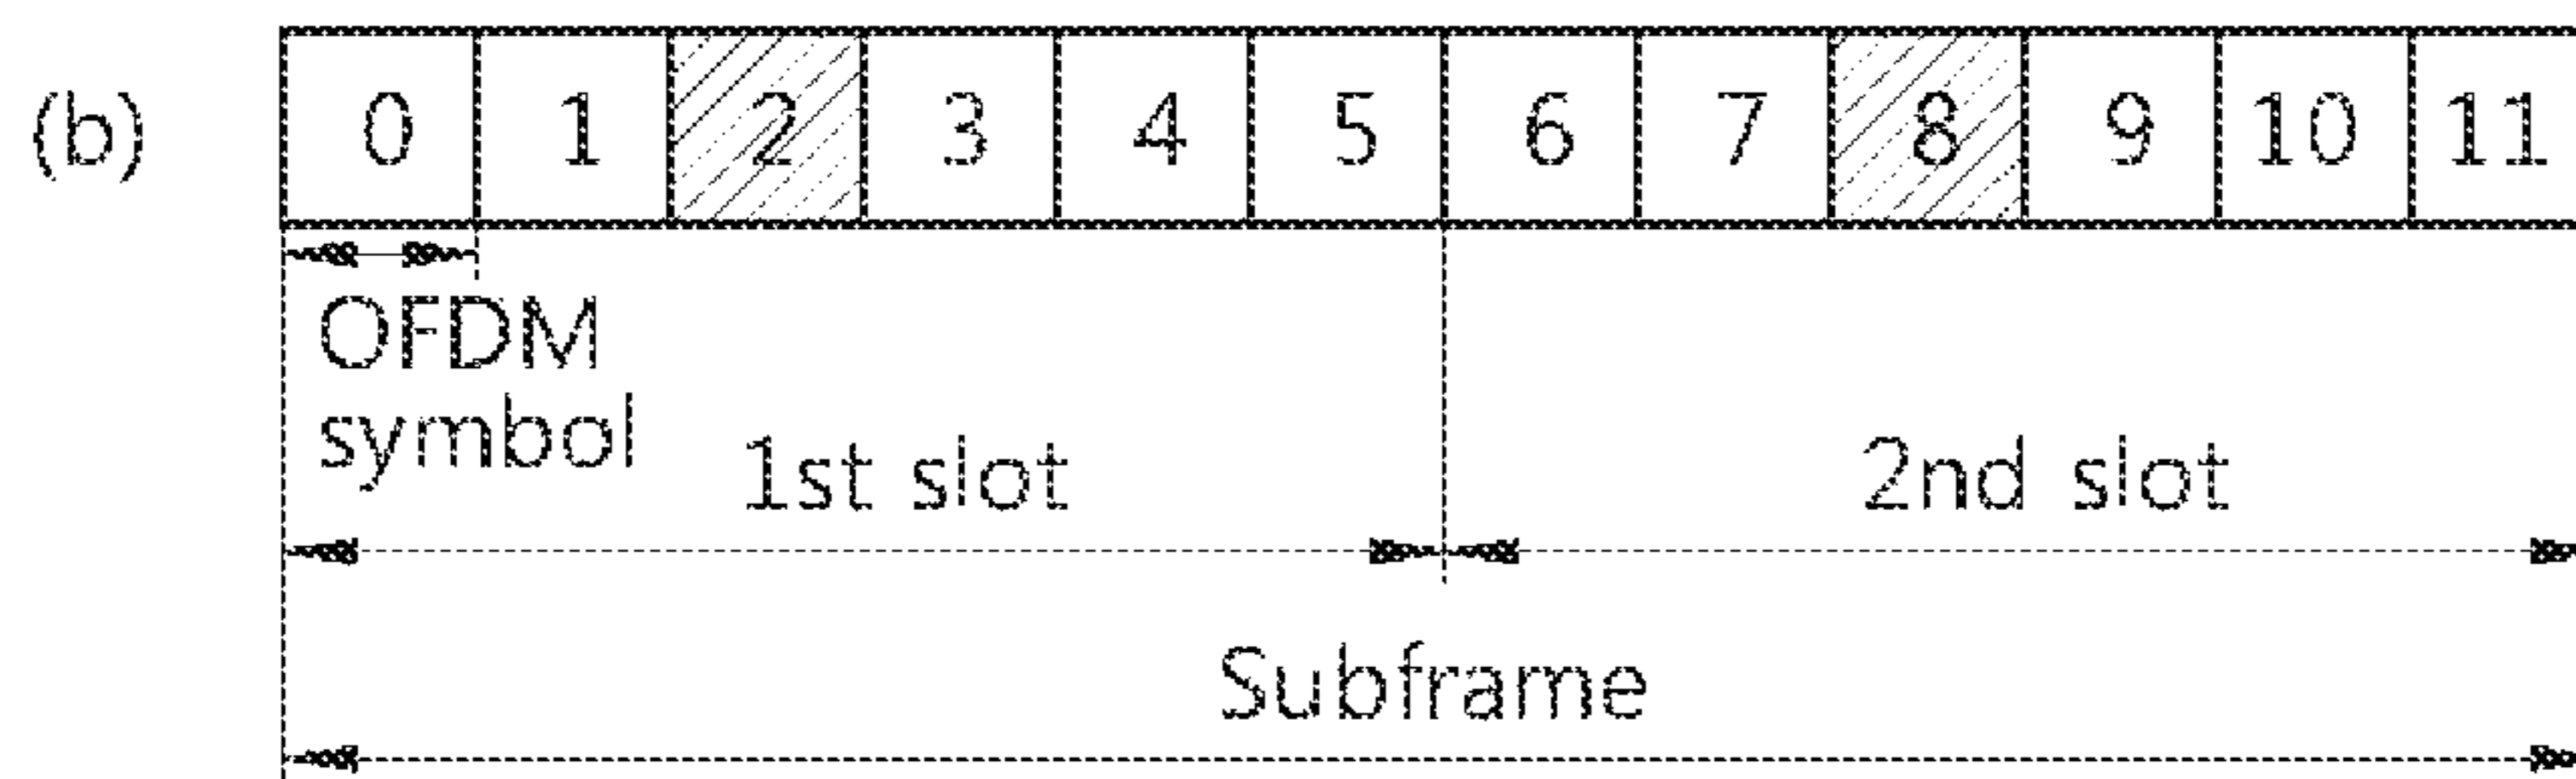 (b) 0 1 2 3 4 5 6 7 8 9 10 11
OFDM
symbol
1st slot 2nd slot
Subframe